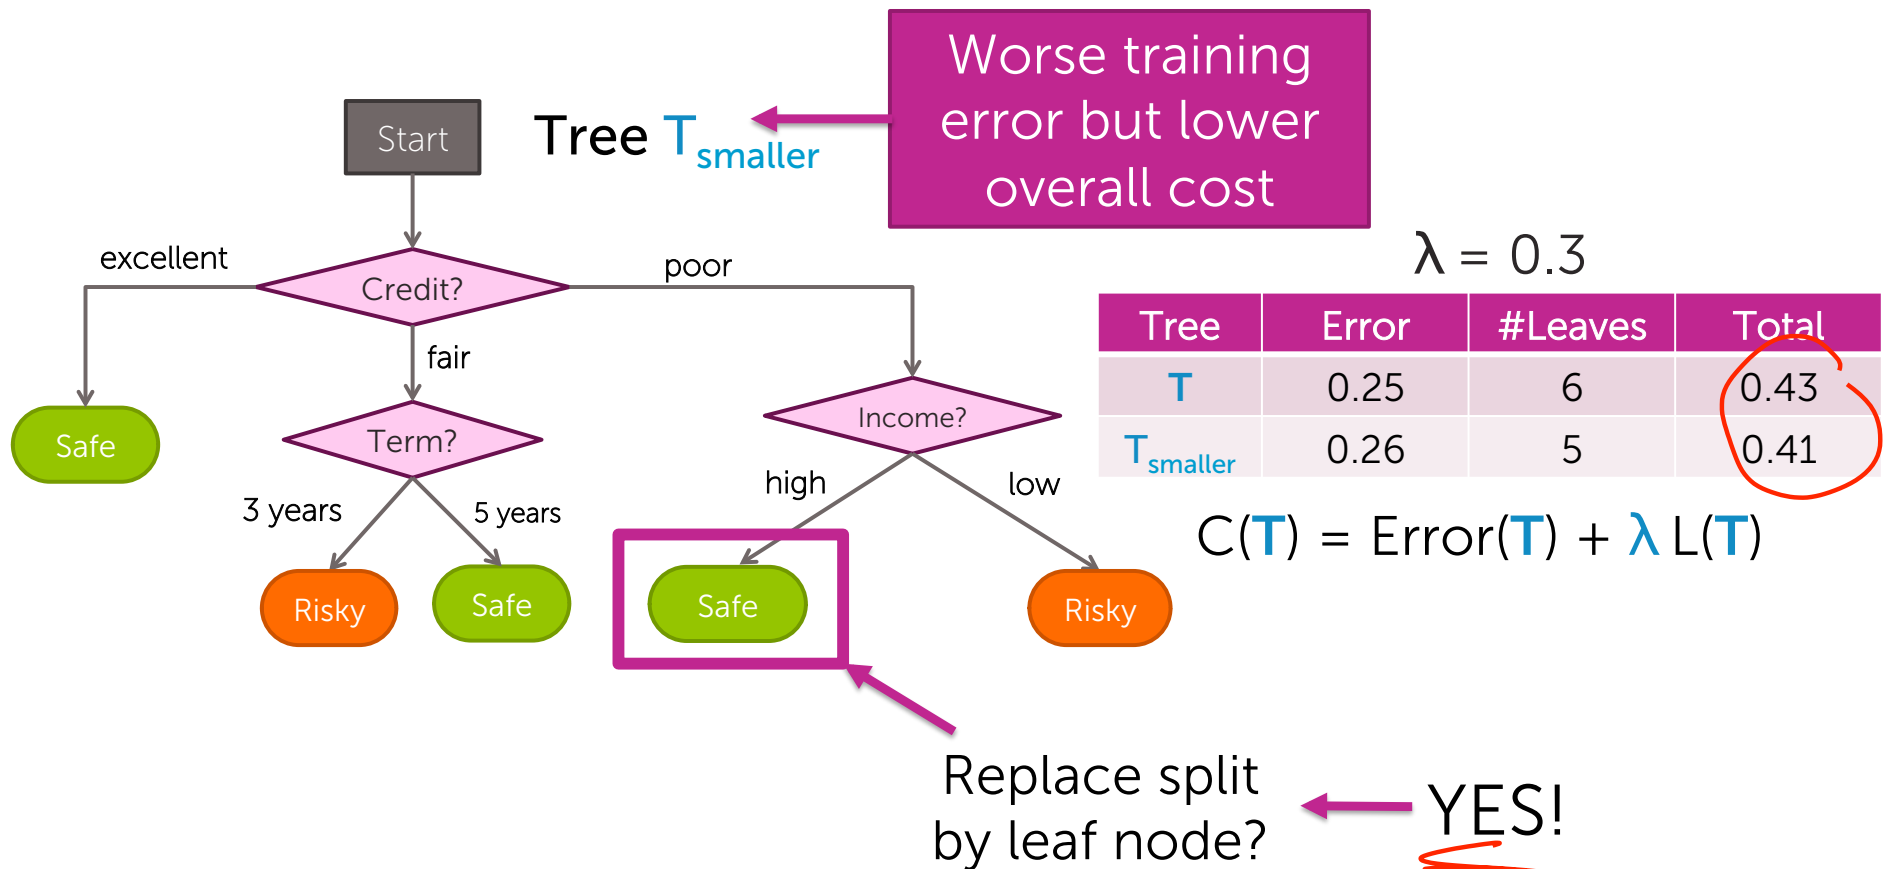 Worse training
error but lower
overall cost
Start
Tree Tsmaller
λ = 0.3
excellent
Credit?
poor
fair
Tree Error #Leaves Total
T 0.25 6 0.43
Tsmaller 0.26 5 0.41
C(T) = Error(T) + λ L(T)
Safe
Term?
Income?
3 years
5 years
high
low
Risky
Safe
Safe
Risky
Replace split
by leaf node?
YES!